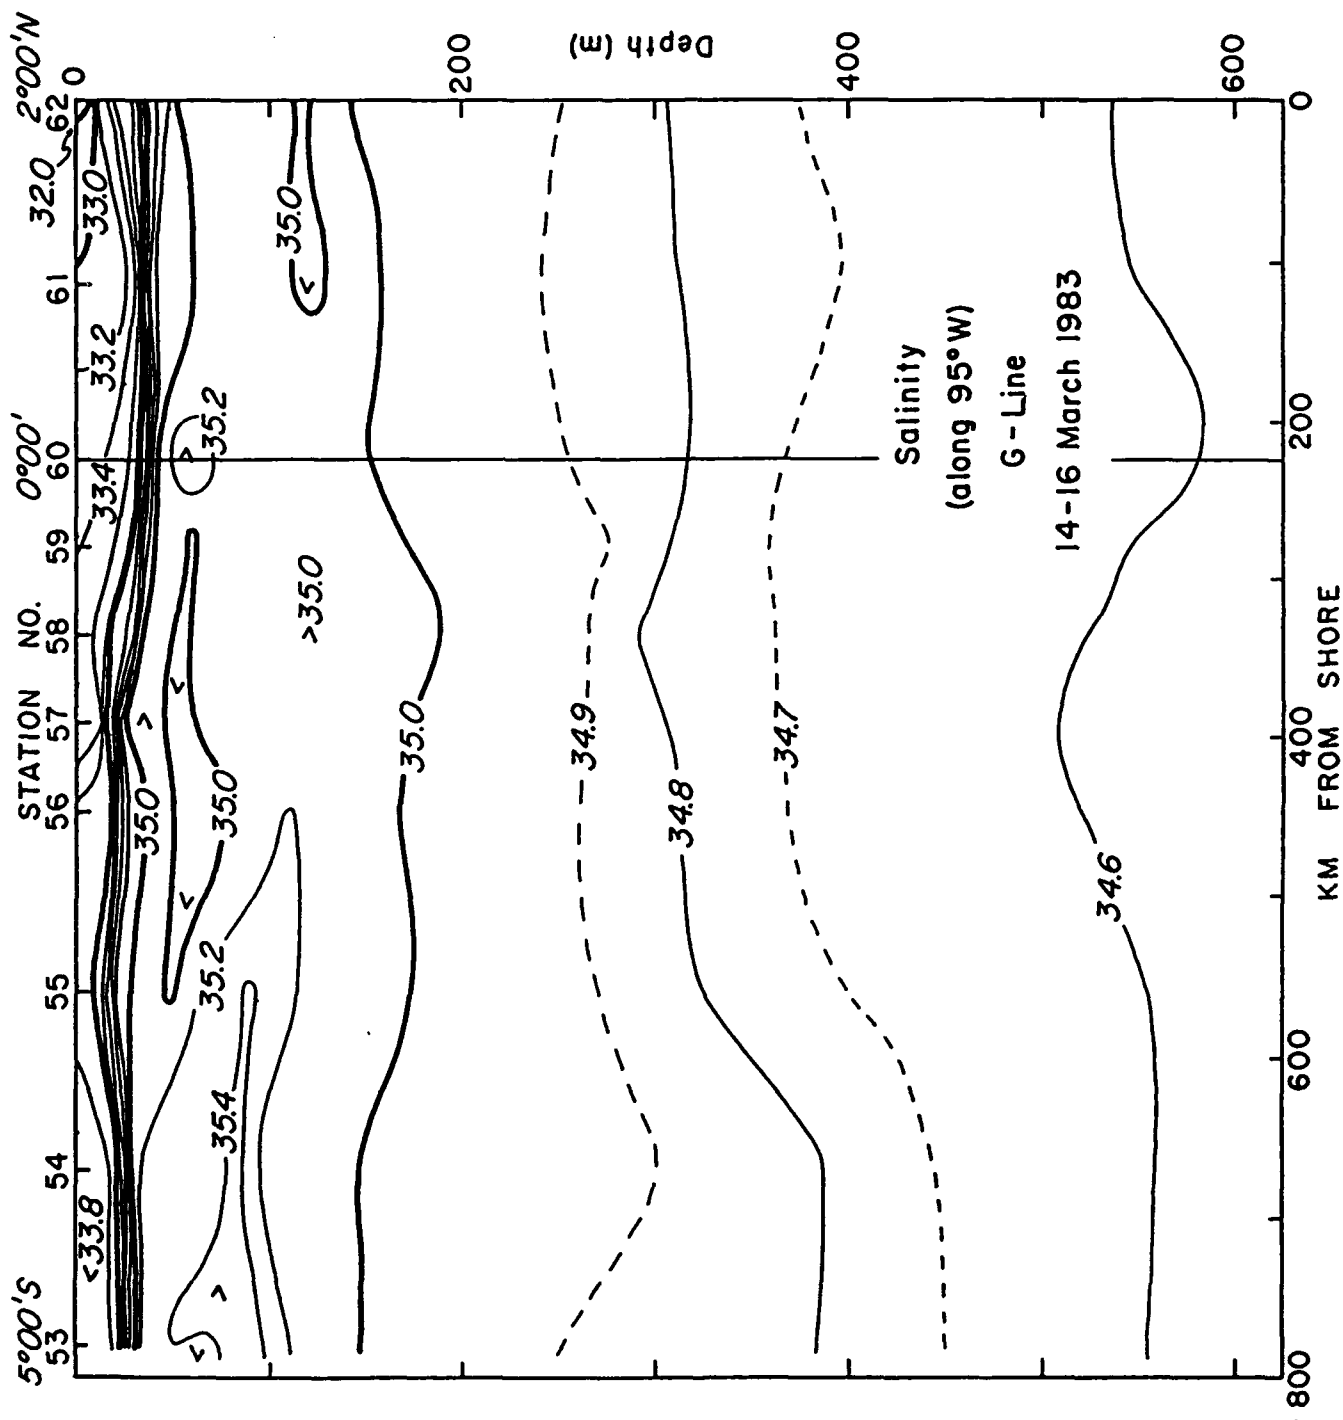 STATION NO.
5°00'S 0°00' 2°00'N
53 54 55 56 57 58 59 60 61 62
32.0
<33.8
33.4
33.2
33.0
35.0
35.2
35.0
35.2
35.0
35.4
>35.0
35.0
34.9
34.8
34.7
34.6
0
200
400
600
Depth (m)
Salinity
(along 95°W)
G-Line
14-16 March 1983
800 600 400 200 0
KM FROM SHORE